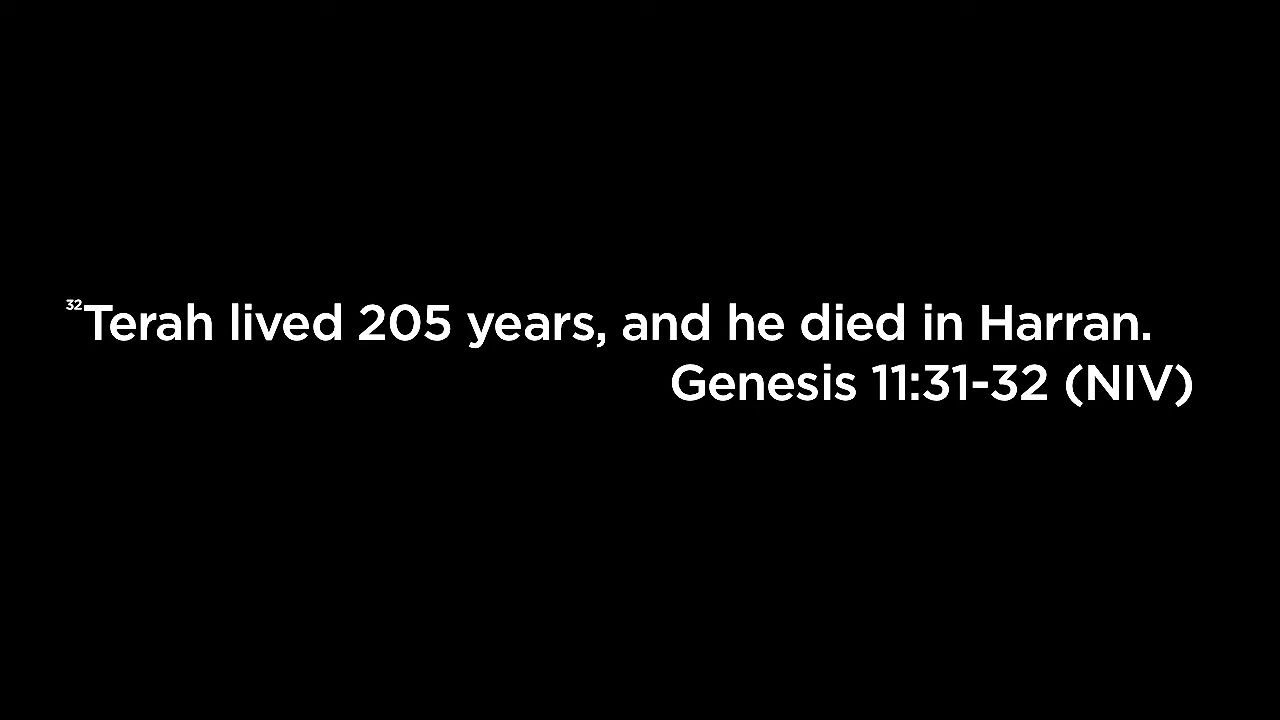 32Terah lived 205 years, and he died in Harran.
Genesis 11:31-32 (NIV)